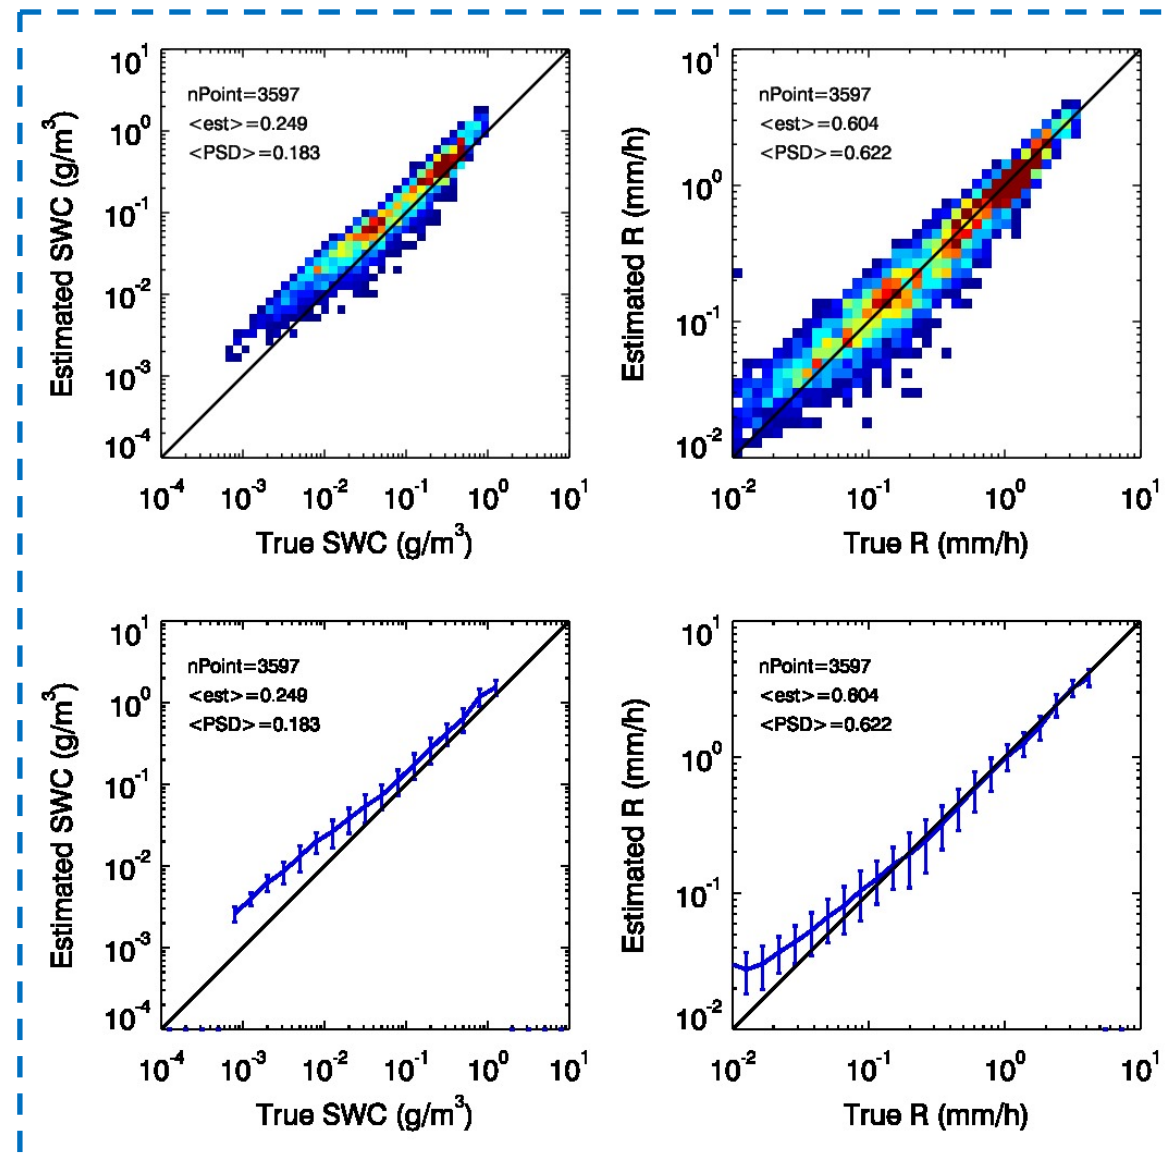 10¹
10⁰
10⁻¹
10⁻²
10⁻³
10⁻⁴
Estimated SWC (g/m³)
nPoint=3597
<est>=0.249
<PSD>=0.183
10⁻⁴ 10⁻³ 10⁻² 10⁻¹ 10⁰ 10¹
True SWC (g/m³)
10¹
10⁰
10⁻¹
10⁻²
Estimated R (mm/h)
nPoint=3597
<est>=0.604
<PSD>=0.622
10⁻² 10⁻¹ 10⁰ 10¹
True R (mm/h)
10¹
10⁰
10⁻¹
10⁻²
10⁻³
10⁻⁴
Estimated SWC (g/m³)
nPoint=3597
<est>=0.249
<PSD>=0.183
10⁻⁴ 10⁻³ 10⁻² 10⁻¹ 10⁰ 10¹
True SWC (g/m³)
10¹
10⁰
10⁻¹
10⁻²
Estimated R (mm/h)
nPoint=3597
<est>=0.604
<PSD>=0.622
10⁻² 10⁻¹ 10⁰ 10¹
True R (mm/h)